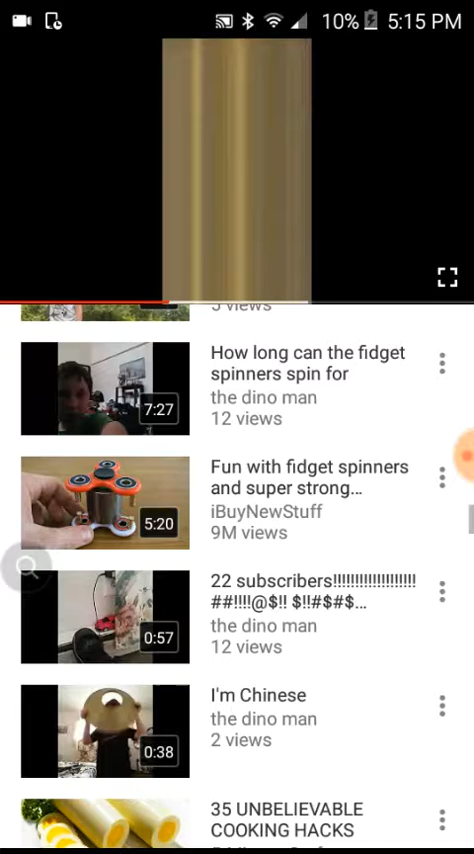 10% 5:15 PM
5 views
How long can the fidget
spinners spin for
the dino man
12 views
7:27
Fun with fidget spinners
and super strong...
iBuyNewStuff
9M views
5:20
22 subscribers!!!!!!!!!!!!!!!!!!!
##!!!!@$!! $!!#$#$...
the dino man
12 views
0:57
I'm Chinese
the dino man
2 views
0:38
35 UNBELIEVABLE
COOKING HACKS